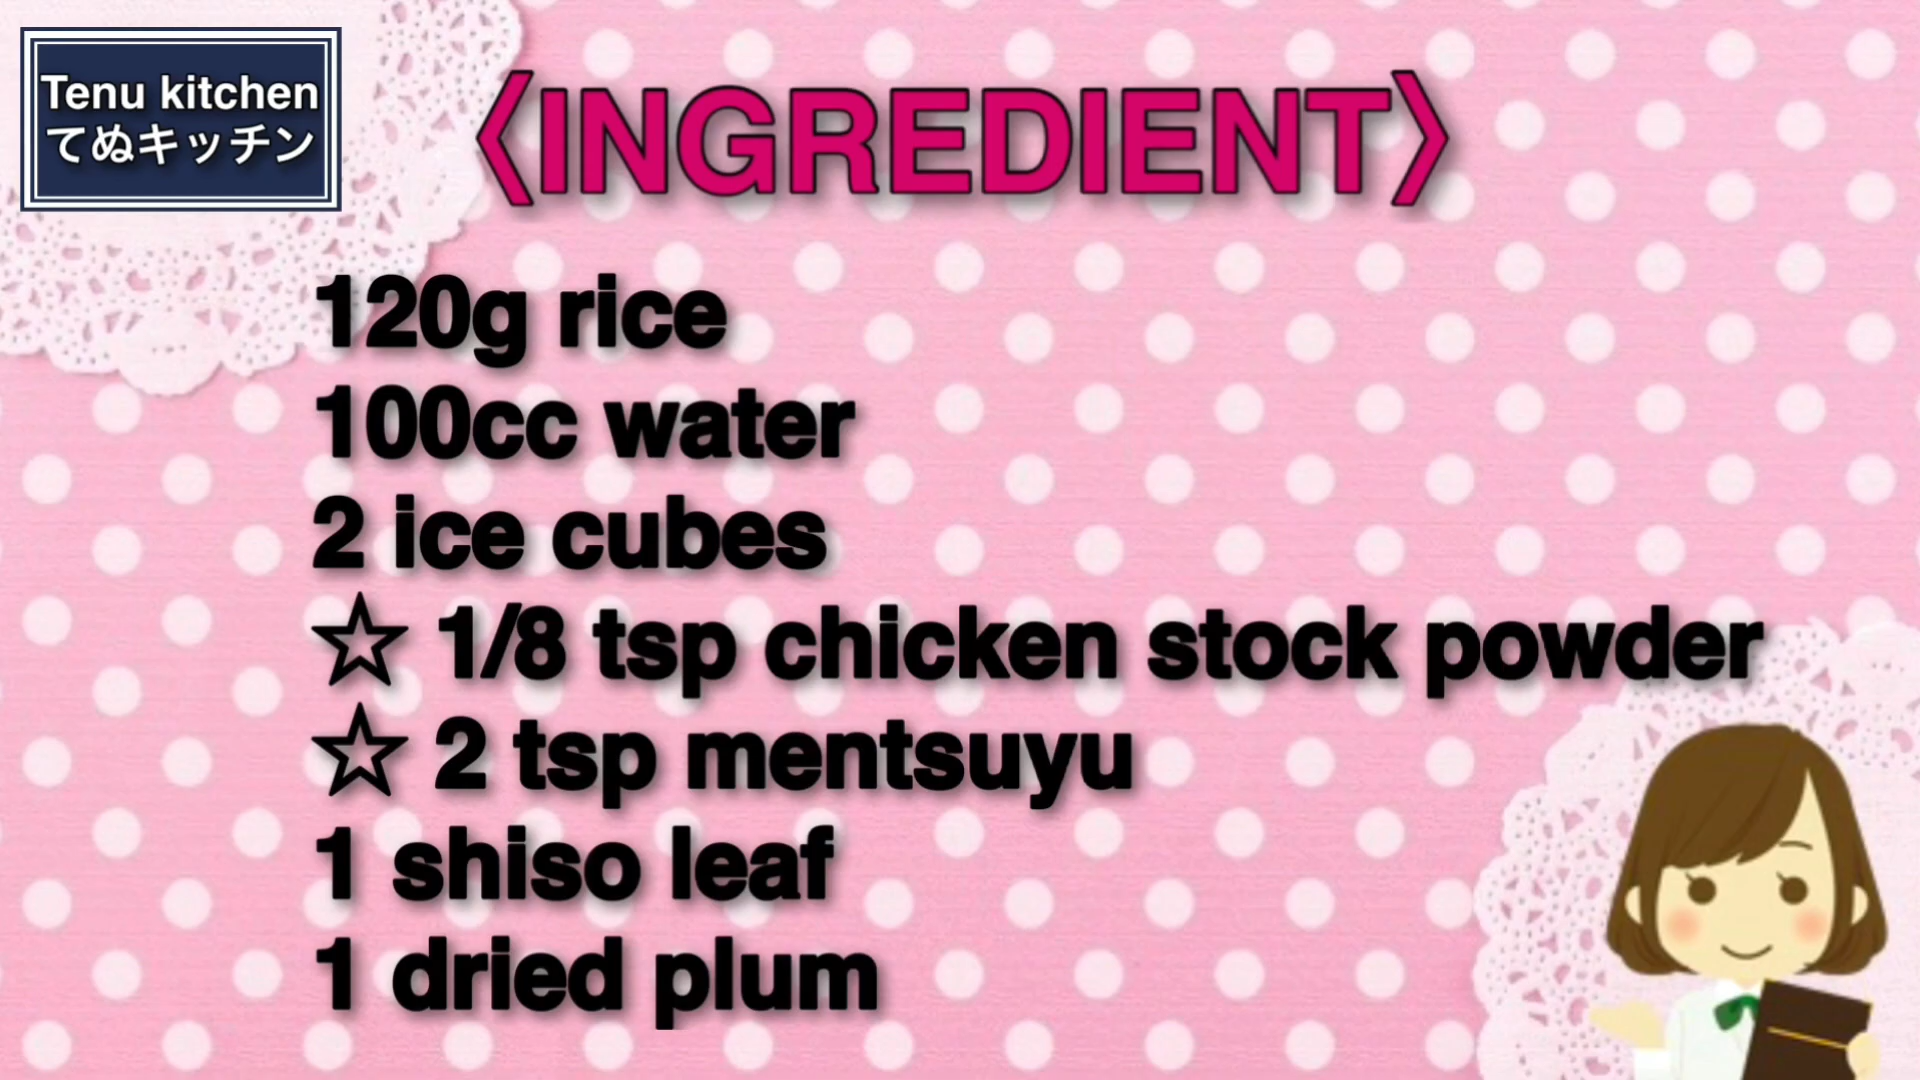 Tenu kitchen
てぬキッチン
〈INGREDIENT〉
120g rice
100cc water
2 ice cubes
☆ 1/8 tsp chicken stock powder
☆ 2 tsp mentsuyu
1 shiso leaf
1 dried plum